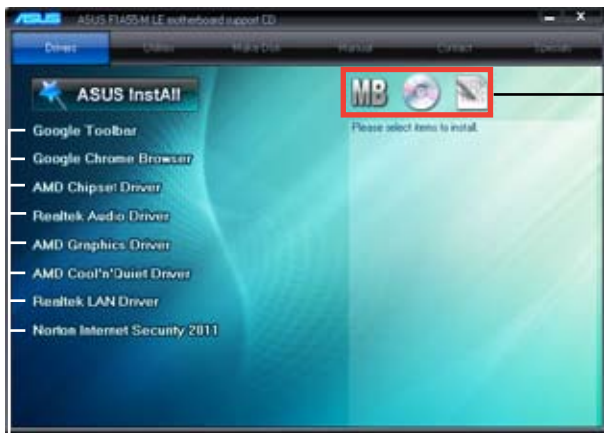 ASUS ASUS F1A55-M LE motherboard support CD
Drivers Utilities Make Disk Manual Contact Specials
ASUS InstAll
MB
Please select items to install.
Google Toolbar
Google Chrome Browser
AMD Chipset Driver
Realtek Audio Driver
AMD Graphics Driver
AMD Cool'n'Quiet Driver
Realtek LAN Driver
Norton Internet Security 2011